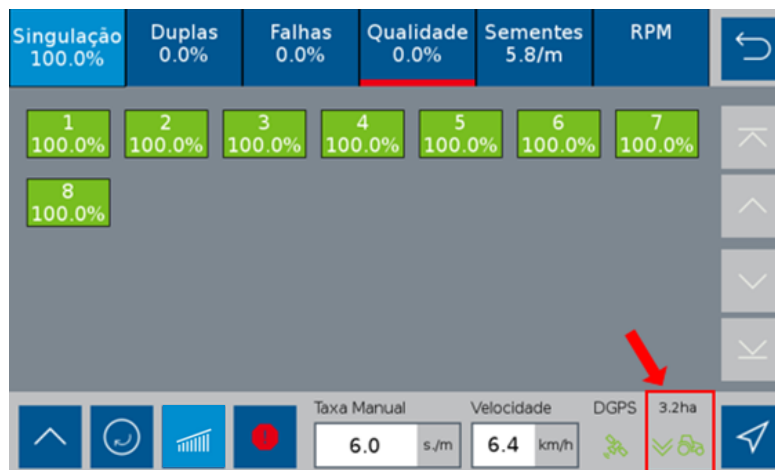 Singulação
100.0%
Duplas
0.0%
Falhas
0.0%
Qualidade
0.0%
Sementes
5.8/m
RPM
1
100.0%
2
100.0%
3
100.0%
4
100.0%
5
100.0%
6
100.0%
7
100.0%
8
100.0%
Taxa Manual
6.0 s./m
Velocidade
6.4 km/h
DGPS
3.2ha